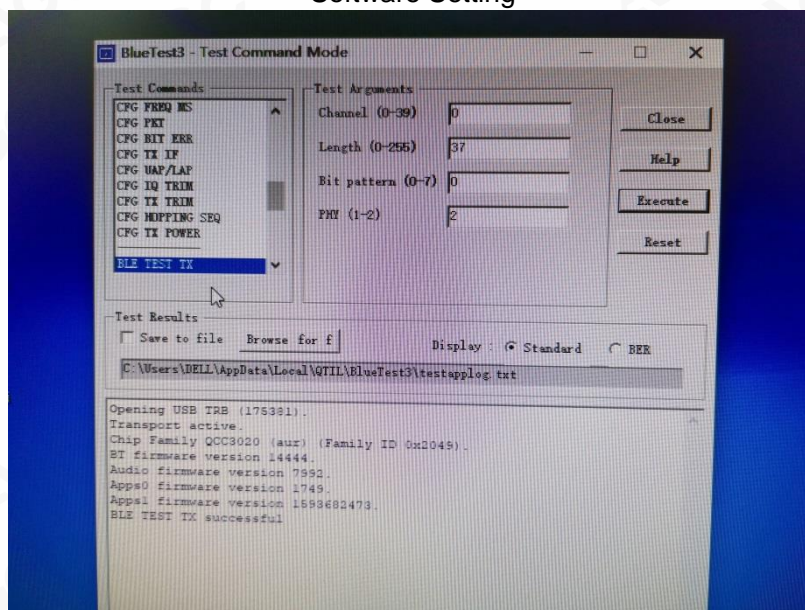 Software Setting
BlueTest3 - Test Command Mode
Test Commands
CFG FREQ MS
CFG PKT
CFG BIT ERR
CFG TX IF
CFG UAP/LAP
CFG IQ TRIM
CFG TX TRIM
CFG HOPPING SEQ
CFG TX POWER
BLE TEST TX
Test Arguments
Channel (0-39) 0
Length (0-255) 37
Bit pattern (0-7) 0
PHY (1-2) 2
Close
Help
Execute
Reset
Test Results
Save to file Browse for f Display : Standard BER
C:\Users\DELL\AppData\Local\QTIL\BlueTest3\testapplog.txt
Opening USB TRB (175381).
Transport active.
Chip Family QCC3020 (aur) (Family ID 0x2049).
BT firmware version 14444.
Audio firmware version 7992.
Apps0 firmware version 1749.
Apps1 firmware version 1593682473.
BLE TEST TX successful